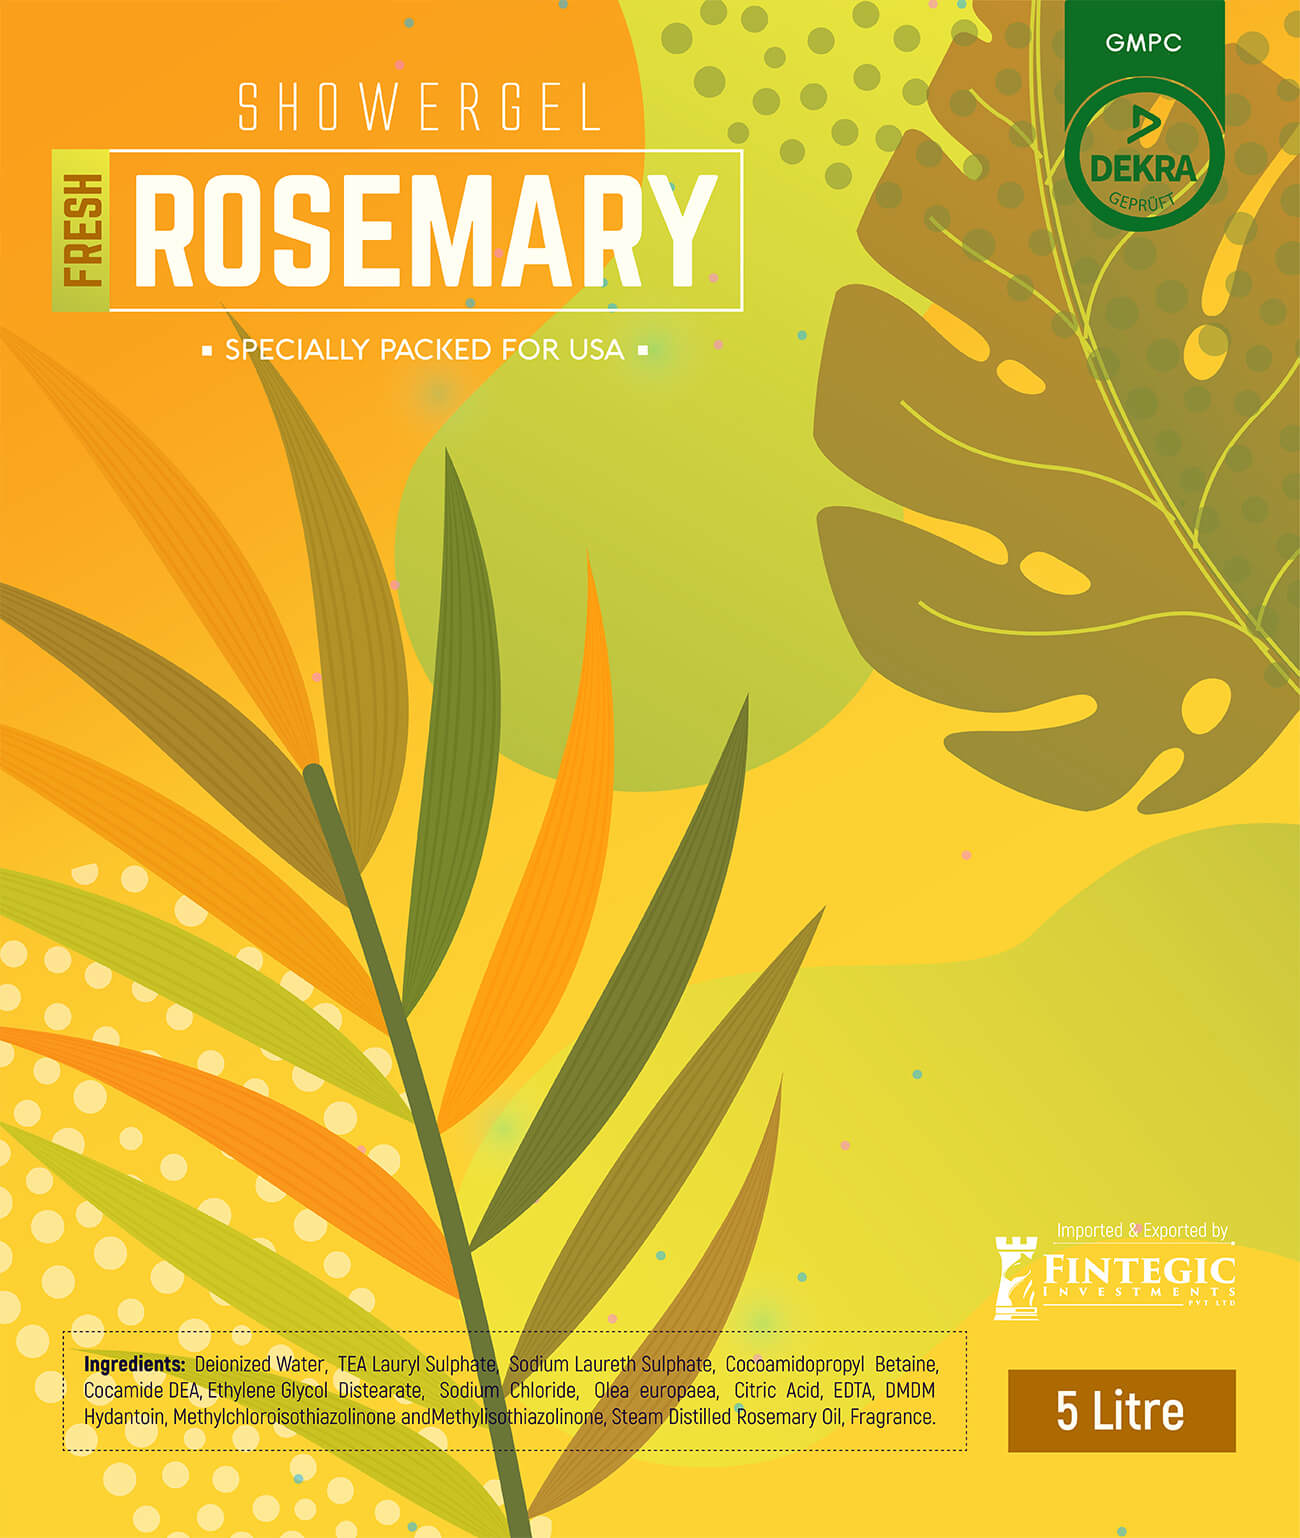 GMPC
DEKRA
GEPRÜFT
SHOWERGEL
FRESH
ROSEMARY
▪ SPECIALLY PACKED FOR USA ▪
Imported & Exported by
FINTEGIC
INVESTMENTS
PVT LTD
Ingredients: Deionized Water, TEA Lauryl Sulphate, Sodium Laureth Sulphate, Cocoamidopropyl Betaine,
Cocamide DEA, Ethylene Glycol Distearate, Sodium Chloride, Olea europaea, Citric Acid, EDTA, DMDM
Hydantoin, Methylchloroisothiazolinone andMethylisothiazolinone, Steam Distilled Rosemary Oil, Fragrance.
5 Litre